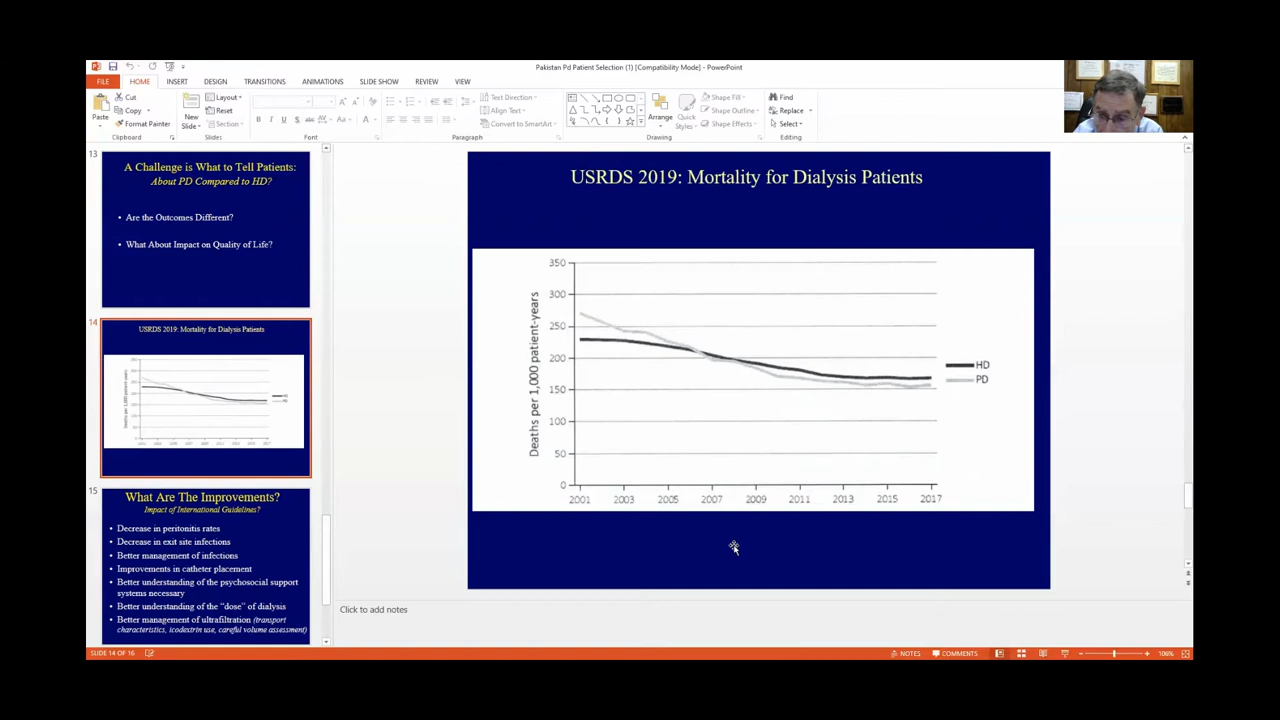 Pakistan Pd Patient Selection (1) [Compatibility Mode] - PowerPoint
FILE HOME INSERT DESIGN TRANSITIONS ANIMATIONS SLIDE SHOW REVIEW VIEW
Paste
Cut
Copy
Format Painter
Clipboard
New
Slide
Layout
Reset
Section
Slides
B I U S abc AV Aa A
Font
Text Direction
Align Text
Convert to SmartArt
Paragraph
Arrange
Quick
Styles
Shape Fill
Shape Outline
Shape Effects
Drawing
Find
Replace
Select
Editing
13
A Challenge is What to Tell Patients:
About PD Compared to HD?
• Are the Outcomes Different?
• What About Impact on Quality of Life?
14
USRDS 2019: Mortality for Dialysis Patients
15
What Are The Improvements?
Impact of International Guidelines?
• Decrease in peritonitis rates
• Decrease in exit site infections
• Better management of infections
• Improvements in catheter placement
• Better understanding of the psychosocial support
systems necessary
• Better understanding of the "dose" of dialysis
• Better management of ultrafiltration (transport
characteristics, icodextrin use, careful volume assessment)
USRDS 2019: Mortality for Dialysis Patients
Deaths per 1,000 patient-years
350
300
250
200
150
100
50
0
2001 2003 2005 2007 2009 2011 2013 2015 2017
HD
PD
Click to add notes
SLIDE 14 OF 16
NOTES COMMENTS 106%